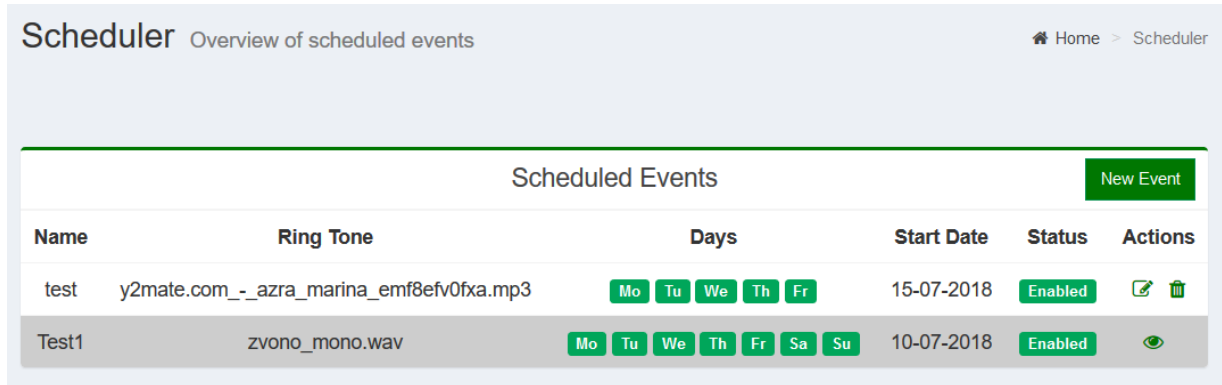 Scheduler Overview of scheduled events Home > Scheduler
Scheduled Events New Event
Name Ring Tone Days Start Date Status Actions
test y2mate.com_-_azra_marina_emf8efv0fxa.mp3 Mo Tu We Th Fr 15-07-2018 Enabled
Test1 zvono_mono.wav Mo Tu We Th Fr Sa Su 10-07-2018 Enabled